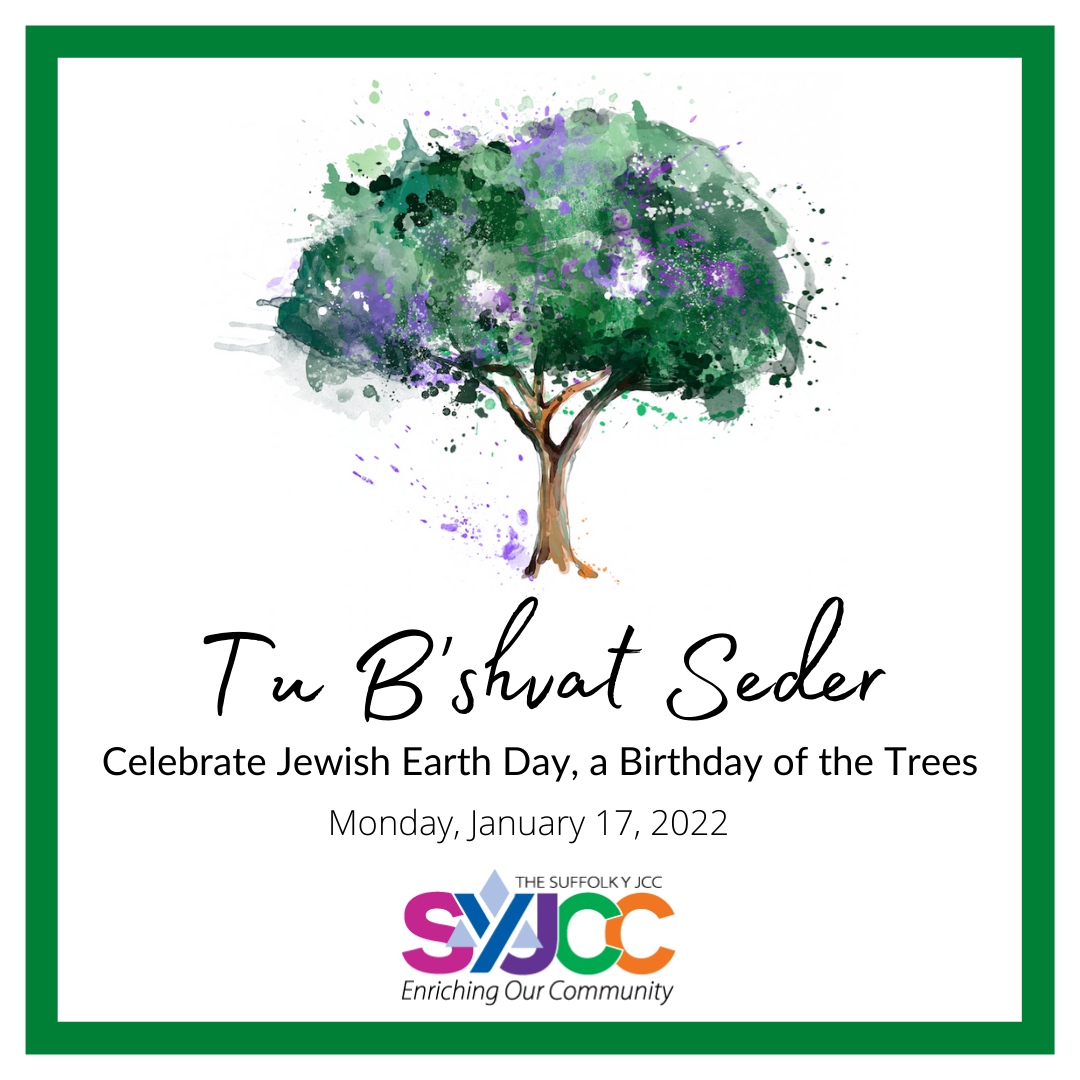 Tu B'shvat Seder
Celebrate Jewish Earth Day, a Birthday of the Trees
Monday, January 17, 2022
THE SUFFOLK Y JCC
SYJCC
Enriching Our Community